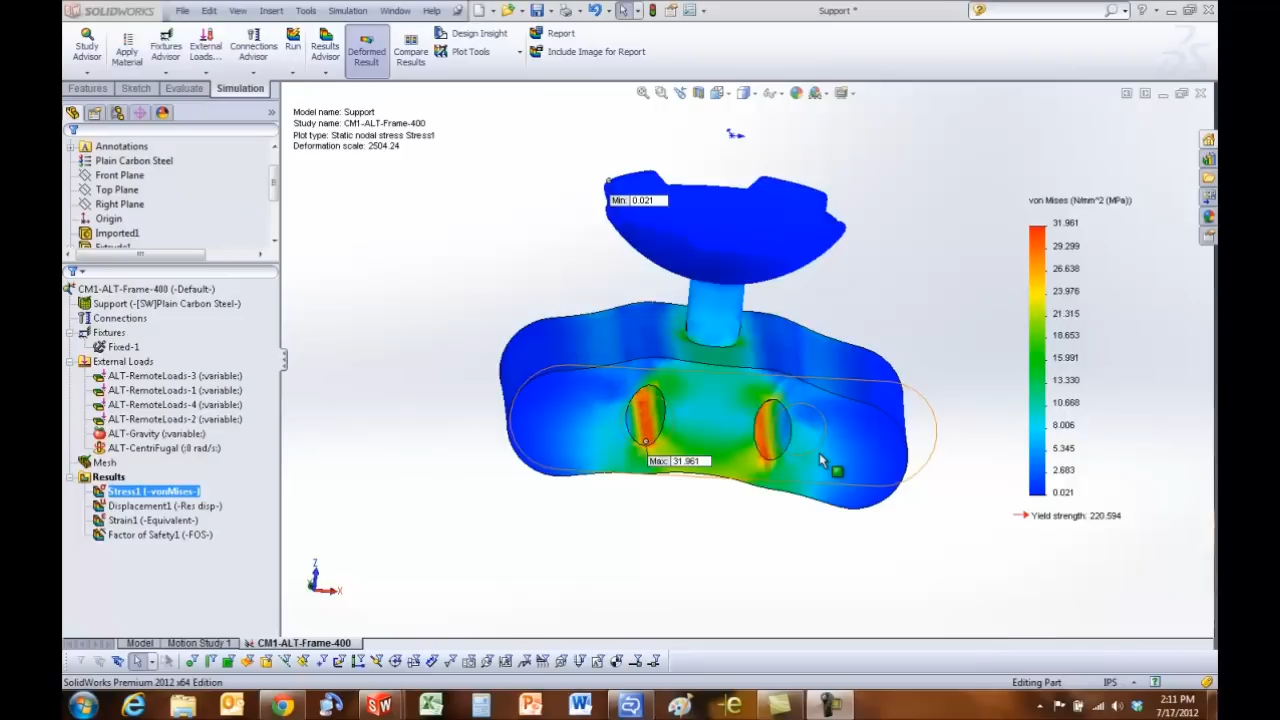 SOLIDWORKS File Edit View Insert Tools Simulation Window Help Support *
Study Advisor
Apply Material
Fixtures Advisor
External Loads...
Connections Advisor
Run
Results Advisor
Deformed Result
Compare Results
Design Insight
Plot Tools
Report
Include Image for Report
Features Sketch Evaluate Simulation
Annotations
Plain Carbon Steel
Front Plane
Top Plane
Right Plane
Origin
Imported1
Extrude1
CM1-ALT-Frame-400 (-Default-)
Support (-[SW]Plain Carbon Steel-)
Connections
Fixtures
Fixed-1
External Loads
ALT-RemoteLoads-3 (:variable:)
ALT-RemoteLoads-1 (:variable:)
ALT-RemoteLoads-4 (:variable:)
ALT-RemoteLoads-2 (:variable:)
ALT-Gravity (:variable:)
ALT-CentriFugal (:0 rad/s:)
Mesh
Results
Stress1 (-vonMises-)
Displacement1 (-Res disp-)
Strain1 (-Equivalent-)
Factor of Safety1 (-FOS-)
Model name: Support
Study name: CM1-ALT-Frame-400
Plot type: Static nodal stress Stress1
Deformation scale: 2504.24
Min: 0.021
Max: 31.961
von Mises (N/mm^2 (MPa))
31.961
29.299
26.638
23.976
21.315
18.653
15.991
13.330
10.668
8.006
5.345
2.683
0.021
Yield strength: 220.594
Z
X
Model Motion Study 1 CM1-ALT-Frame-400
SolidWorks Premium 2012 x64 Edition Editing Part IPS
2:11 PM
7/17/2012